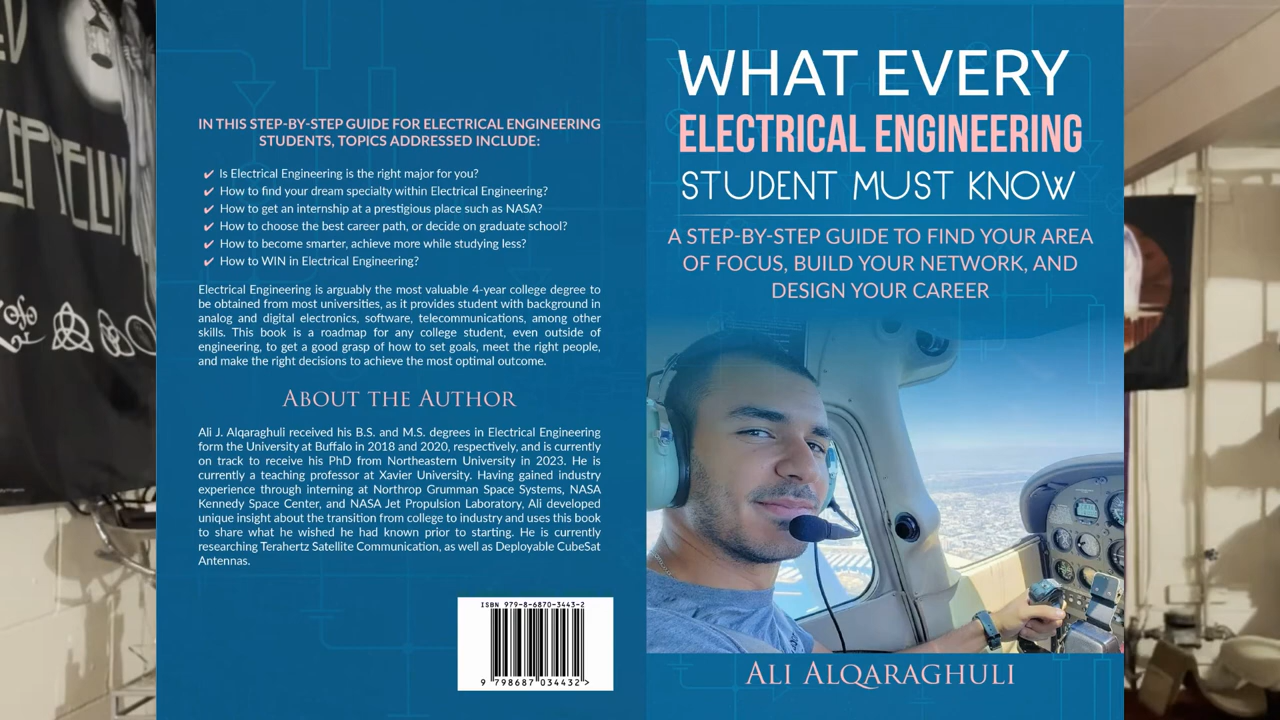 IN THIS STEP-BY-STEP GUIDE FOR ELECTRICAL ENGINEERING
STUDENTS, TOPICS ADDRESSED INCLUDE:
✔ Is Electrical Engineering is the right major for you?
✔ How to find your dream specialty within Electrical Engineering?
✔ How to get an internship at a prestigious place such as NASA?
✔ How to choose the best career path, or decide on graduate school?
✔ How to become smarter, achieve more while studying less?
✔ How to WIN in Electrical Engineering?
Electrical Engineering is arguably the most valuable 4-year college degree to
be obtained from most universities, as it provides student with background in
analog and digital electronics, software, telecommunications, among other
skills. This book is a roadmap for any college student, even outside of
engineering, to get a good grasp of how to set goals, meet the right people,
and make the right decisions to achieve the most optimal outcome.
ABOUT THE AUTHOR
Ali J. Alqaraghuli received his B.S. and M.S. degrees in Electrical Engineering
form the University at Buffalo in 2018 and 2020, respectively, and is currently
on track to receive his PhD from Northeastern University in 2023. He is
currently a teaching professor at Xavier University. Having gained industry
experience through interning at Northrop Grumman Space Systems, NASA
Kennedy Space Center, and NASA Jet Propulsion Laboratory, Ali developed
unique insight about the transition from college to industry and uses this book
to share what he wished he had known prior to starting. He is currently
researching Terahertz Satellite Communication, as well as Deployable CubeSat
Antennas.
ISBN 979-8-6870-3443-2
9 798687 034432 >
WHAT EVERY
ELECTRICAL ENGINEERING
STUDENT MUST KNOW
A STEP-BY-STEP GUIDE TO FIND YOUR AREA
OF FOCUS, BUILD YOUR NETWORK, AND
DESIGN YOUR CAREER
ALI ALQARAGHULI